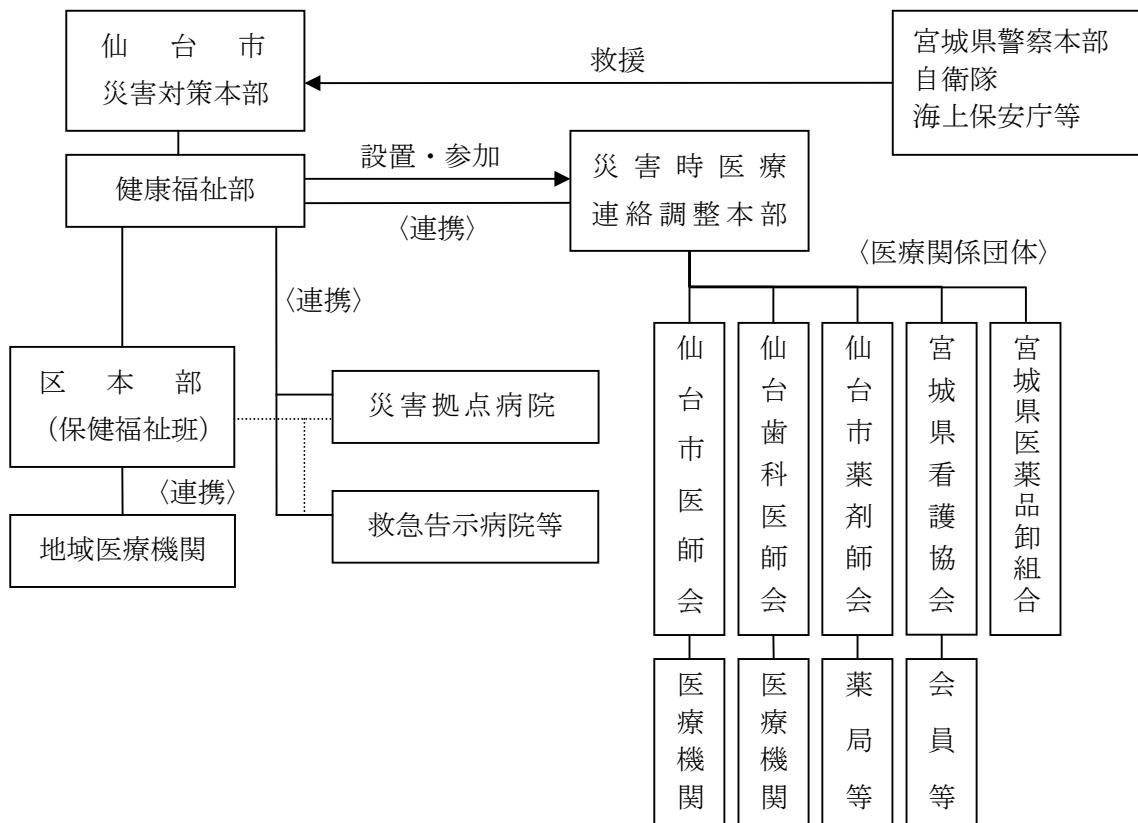 仙台市
災害対策本部
救援
宮城県警察本部
自衛隊
海上保安庁等
健康福祉部
設置・参加
〈連携〉
災害時医療
連絡調整本部
〈医療関係団体〉
〈連携〉
区本部
（保健福祉班）
災害拠点病院
〈連携〉
救急告示病院等
地域医療機関
仙台市医師会
仙台歯科医師会
仙台市薬剤師会
宮城県看護協会
宮城県医薬品卸組合
医療機関
医療機関
薬局等
会員等